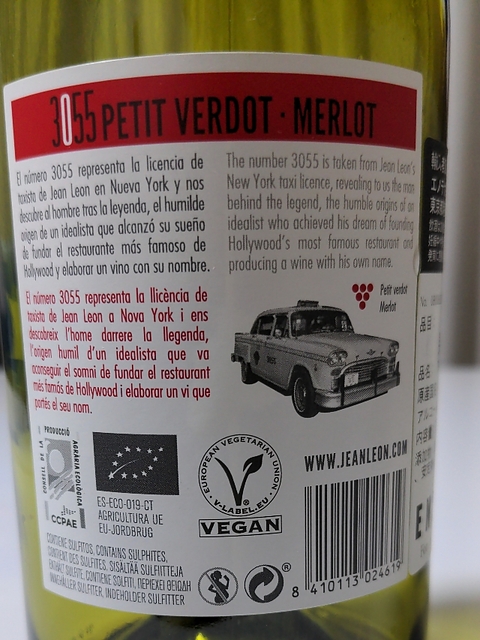 3055 PETIT VERDOT · MERLOT
El número 3055 representa la licencia de
taxista de Jean Leon en Nueva York y nos
descubre al hombre tras la leyenda, el humilde
origen de un idealista que alcanzó su sueño
de fundar el restaurante más famoso de
Hollywood y elaborar un vino con su nombre.
The number 3055 is taken from Jean Leon's
New York taxi licence, revealing to us the man
behind the legend, the humble origins of an
idealist who achieved his dream of founding
Hollywood's most famous restaurant and
producing a wine with his own name.
El número 3055 representa la llicència de
taxista de Jean Leon a Nova York i ens
descobreix l'home darrere la llegenda,
l'origen humil d'un idealista que va
aconseguir el somni de fundar el restaurant
més famós de Hollywood i elaborar un vi que
portés el seu nom.
Petit verdot
Merlot
3055
PRODUCCIÓ
AGRÀRIA ECOLÒGICA
CONSELL DE LA
CCPAE
ES-ECO-019-CT
AGRICULTURA UE
EU-JORDBRUG
EUROPEAN VEGETARIAN UNION
V-LABEL.EU
VEGAN
WWW.JEANLEON.COM
CONTIENE SULFITOS, CONTAINS SULPHITES,
CONTIENT DES SULFITES, SISÄLTÄÄ SULFIITTEJA
ENTHÄLT SULFITE, CONTIENE SOLFITI, ΠΕΡΙΕΧΕΙ ΘΕΙΩΔΗ
INNEHÅLLER SULFITER, INDEHOLDER SULFITTER
®
8 410113 024619